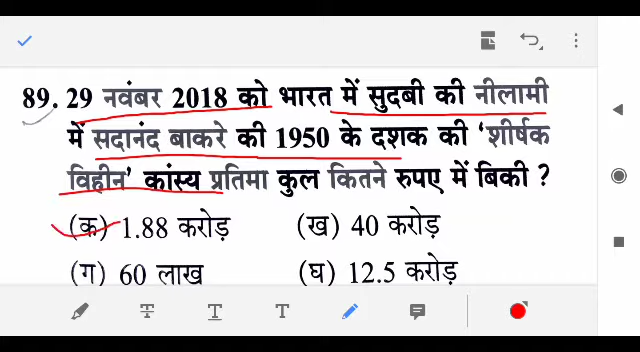 89. 29 नवंबर 2018 को भारत में सुदबी की नीलामी
में सदानंद बाकरे की 1950 के दशक की 'शीर्षक
विहीन' कांस्य प्रतिमा कुल कितने रुपए में बिकी ?
(क) 1.88 करोड़ (ख) 40 करोड़
(ग) 60 लाख (घ) 12.5 करोड़